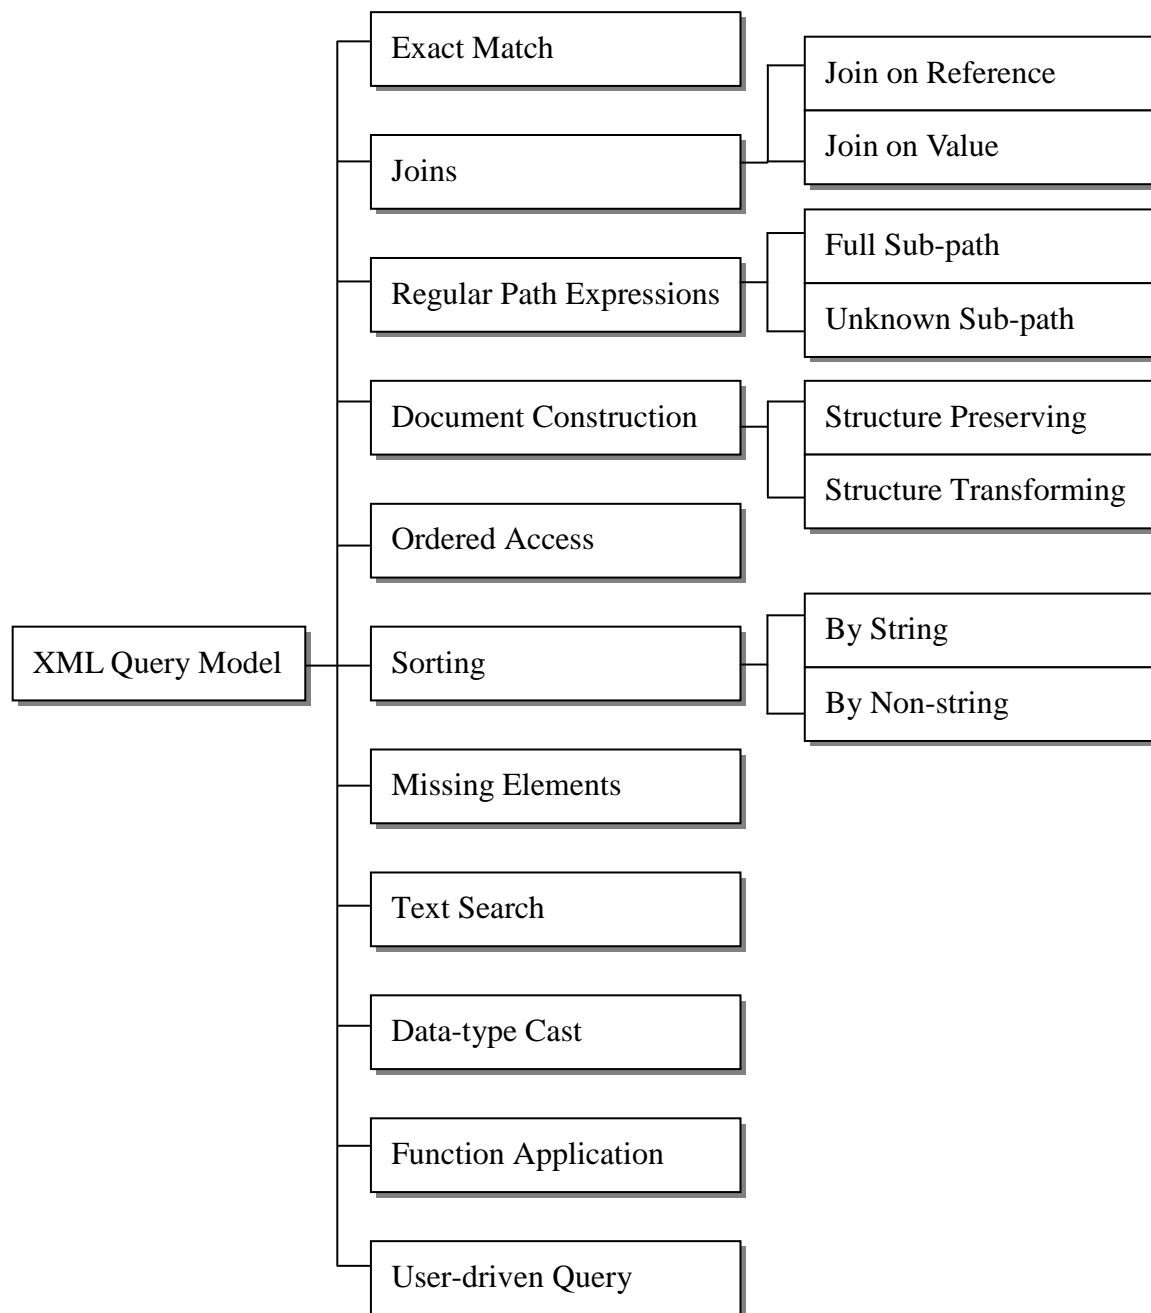 XML Query Model
Exact Match
Joins
Join on Reference
Join on Value
Regular Path Expressions
Full Sub-path
Unknown Sub-path
Document Construction
Structure Preserving
Structure Transforming
Ordered Access
Sorting
By String
By Non-string
Missing Elements
Text Search
Data-type Cast
Function Application
User-driven Query